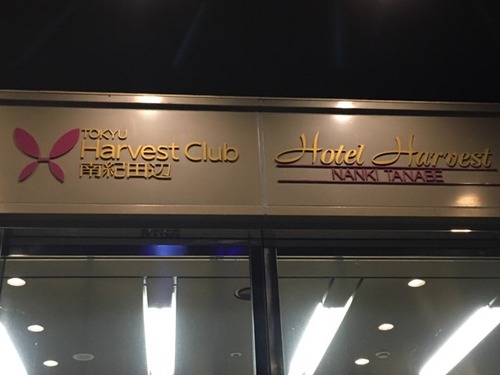 TOKYU
Harvest Club
南紀田辺
Hotel Harvest
NANKI TANABE